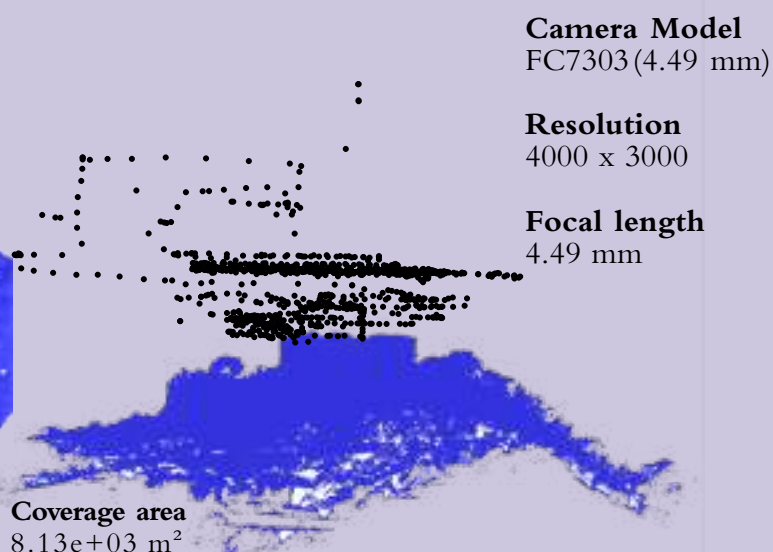 Camera Model
FC7303 (4.49 mm)
Resolution
4000 x 3000
Focal length
4.49 mm
Coverage area
8.13e+03 m²